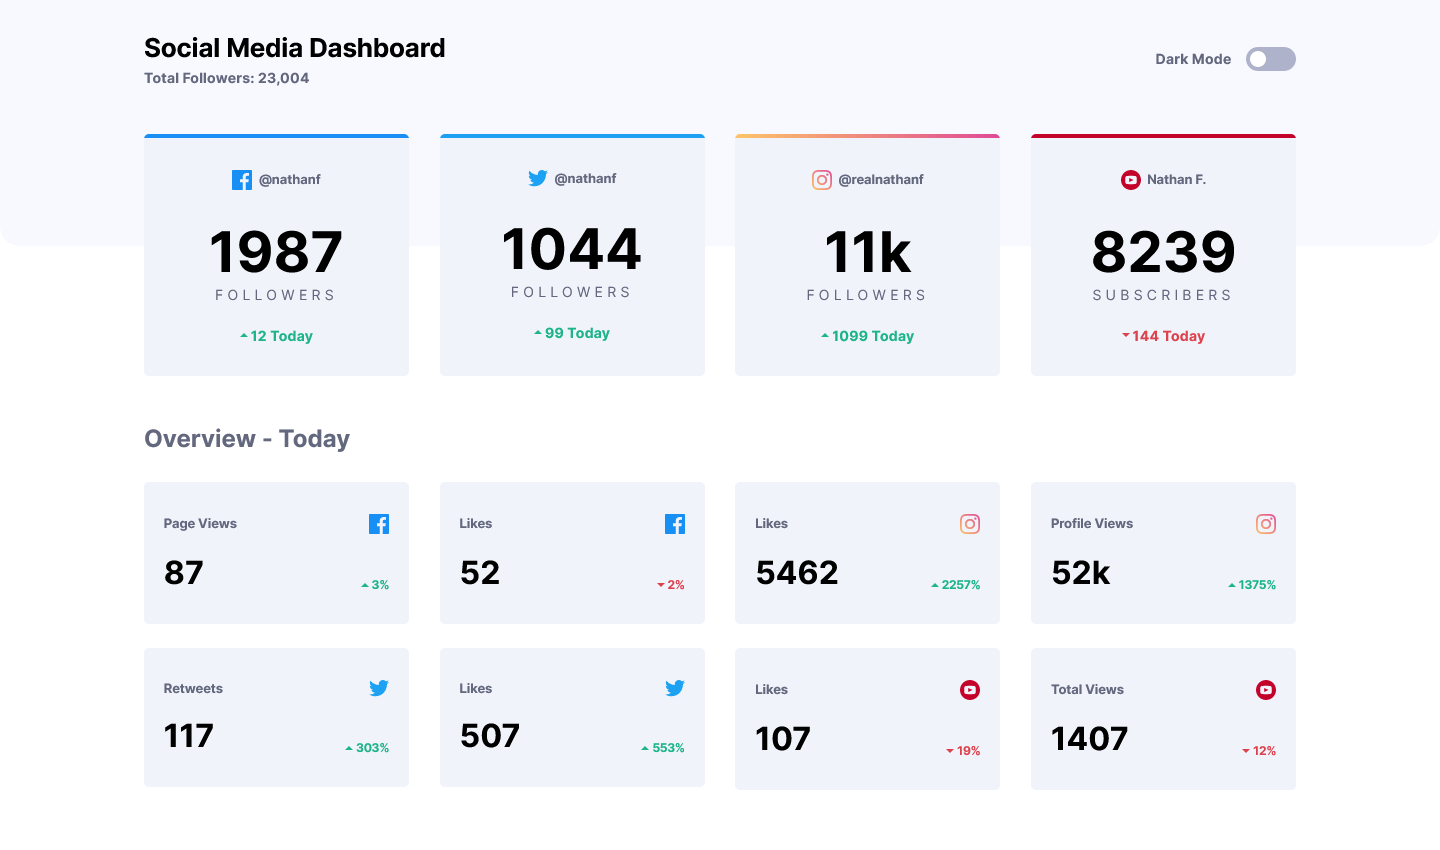 Social Media Dashboard
Total Followers: 23,004
Dark Mode
@nathanf
1987
FOLLOWERS
12 Today
@nathanf
1044
FOLLOWERS
99 Today
@realnathanf
11k
FOLLOWERS
1099 Today
Nathan F.
8239
SUBSCRIBERS
144 Today
Overview - Today
Page Views
87
3%
Likes
52
2%
Likes
5462
2257%
Profile Views
52k
1375%
Retweets
117
303%
Likes
507
553%
Likes
107
19%
Total Views
1407
12%